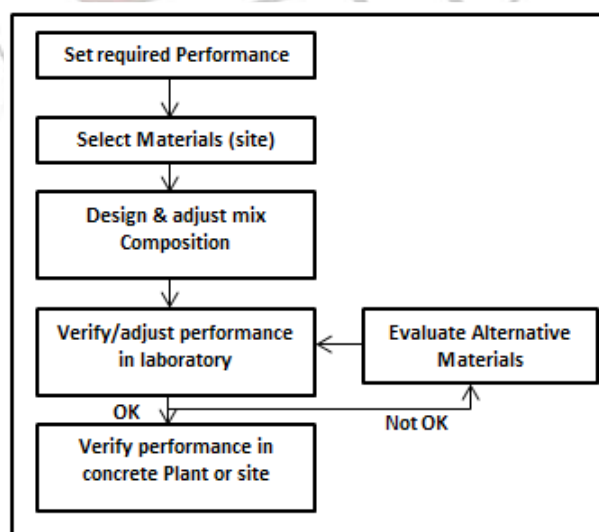 Set required Performance
Select Materials (site)
Design & adjust mix
Composition
Verify/adjust performance
in laboratory
Evaluate Alternative
Materials
OK
Not OK
Verify performance in
concrete Plant or site